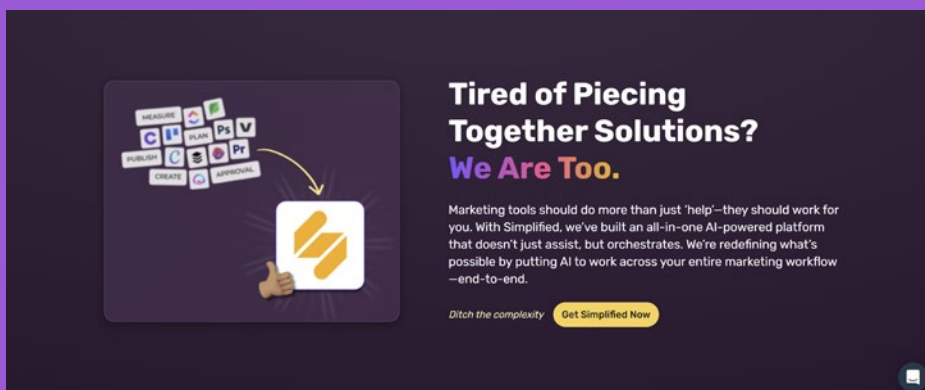 Tired of Piecing
Together Solutions?
We Are Too.
Marketing tools should do more than just ‘help’—they should work for
you. With Simplified, we’ve built an all-in-one AI-powered platform
that doesn’t just assist, but orchestrates. We’re redefining what’s
possible by putting AI to work across your entire marketing workflow
—end-to-end.
Ditch the complexity
Get Simplified Now
MEASURE
PLAN
Ps
PUBLISH
Pr
CREATE
APPROVAL